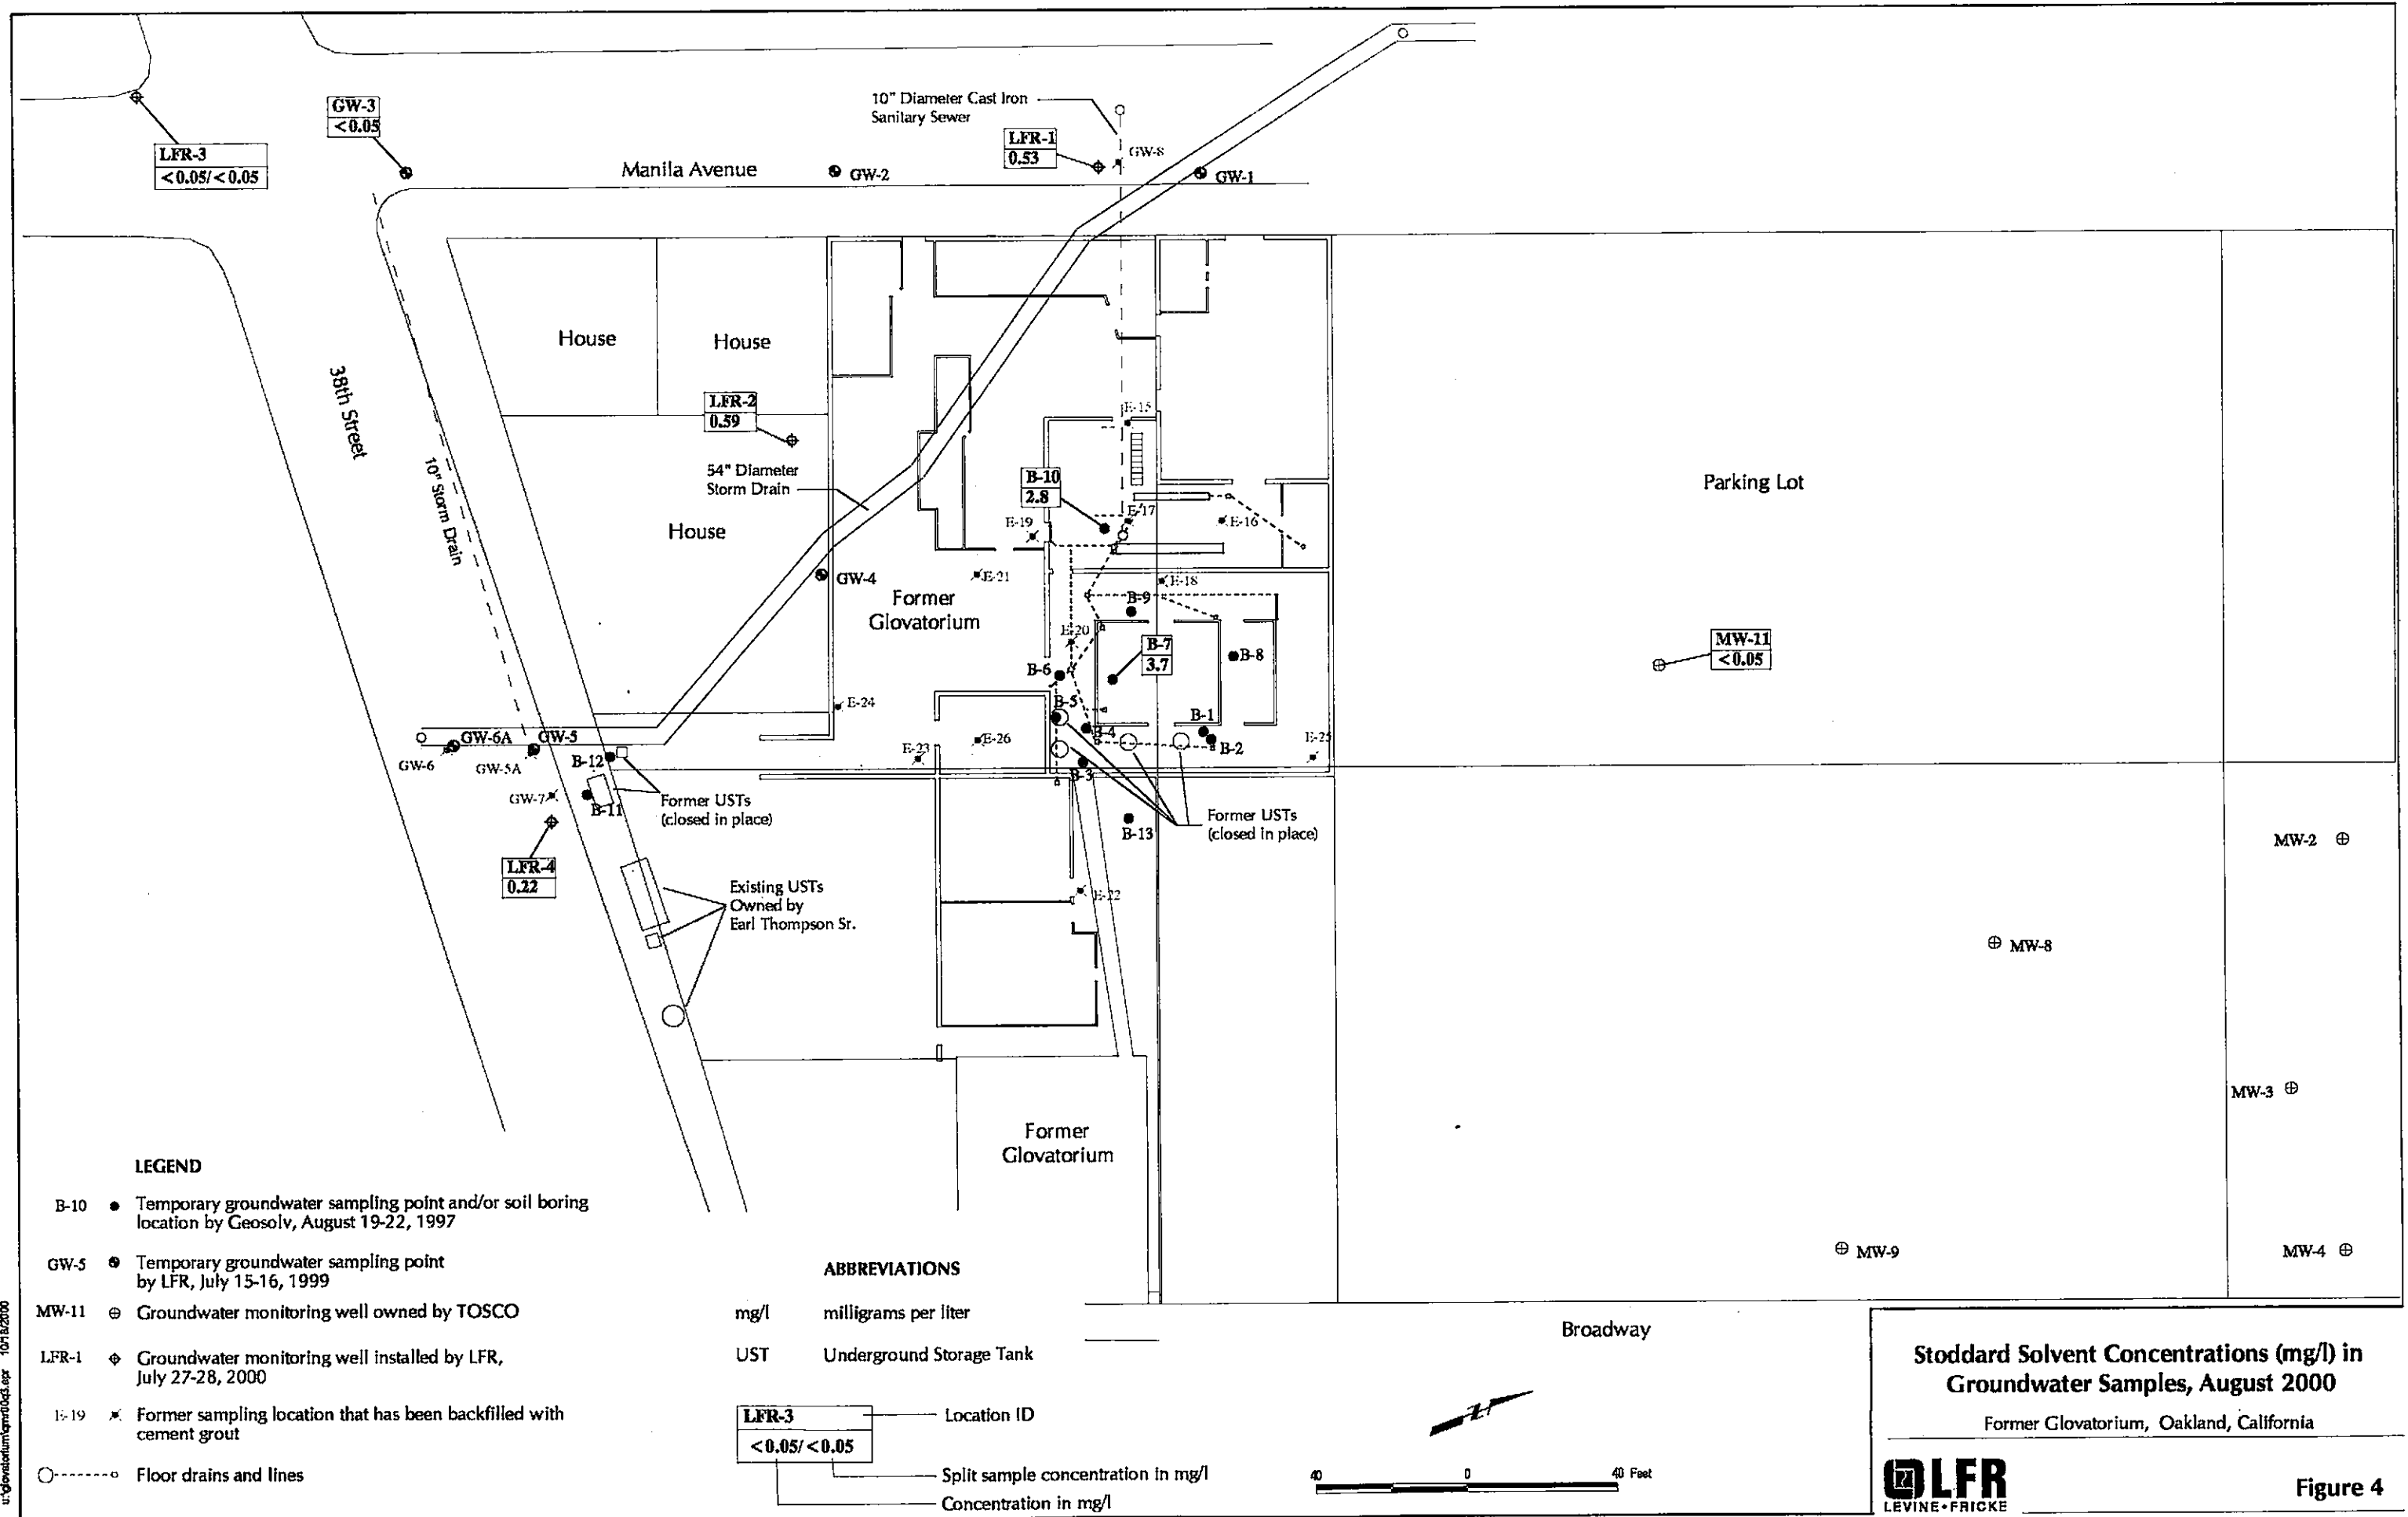 GW-3
<0.05
LFR-3
<0.05/<0.05
Manila Avenue
GW-2
10" Diameter Cast Iron
Sanitary Sewer
LFR-1
0.53
GW-8
GW-1
House
House
38th Street
10" Storm Drain
LFR-2
0.59
54" Diameter
Storm Drain
House
E-15
B-10
2.8
E-19
E-17
E-16
Parking Lot
GW-4
E-21
E-18
Former
Glovatorium
B-9
E-20
B-7
3.7
B-8
B-6
MW-11
<0.05
E-24
B-5
B-4
B-1
B-2
E-25
GW-6A
GW-5
GW-6
GW-5A
B-12
E-23
E-26
B-3
GW-7
B-11
Former USTs
(closed in place)
B-13
Former USTs
(closed in place)
MW-2
LFR-4
0.22
Existing USTs
Owned by
Earl Thompson Sr.
E-22
MW-8
MW-3
Former
Glovatorium
MW-9
MW-4
LEGEND
B-10 Temporary groundwater sampling point and/or soil boring
location by Geosolv, August 19-22, 1997
GW-5 Temporary groundwater sampling point
by LFR, July 15-16, 1999
MW-11 Groundwater monitoring well owned by TOSCO
LFR-1 Groundwater monitoring well installed by LFR,
July 27-28, 2000
E-19 Former sampling location that has been backfilled with
cement grout
Floor drains and lines
ABBREVIATIONS
mg/l milligrams per liter
UST Underground Storage Tank
LFR-3 Location ID
<0.05/<0.05
Split sample concentration in mg/l
Concentration in mg/l
Broadway
40 0 40 Feet
Stoddard Solvent Concentrations (mg/l) in
Groundwater Samples, August 2000
Former Glovatorium, Oakland, California
LFR
LEVINE•FRICKE
Figure 4
10/18/2000